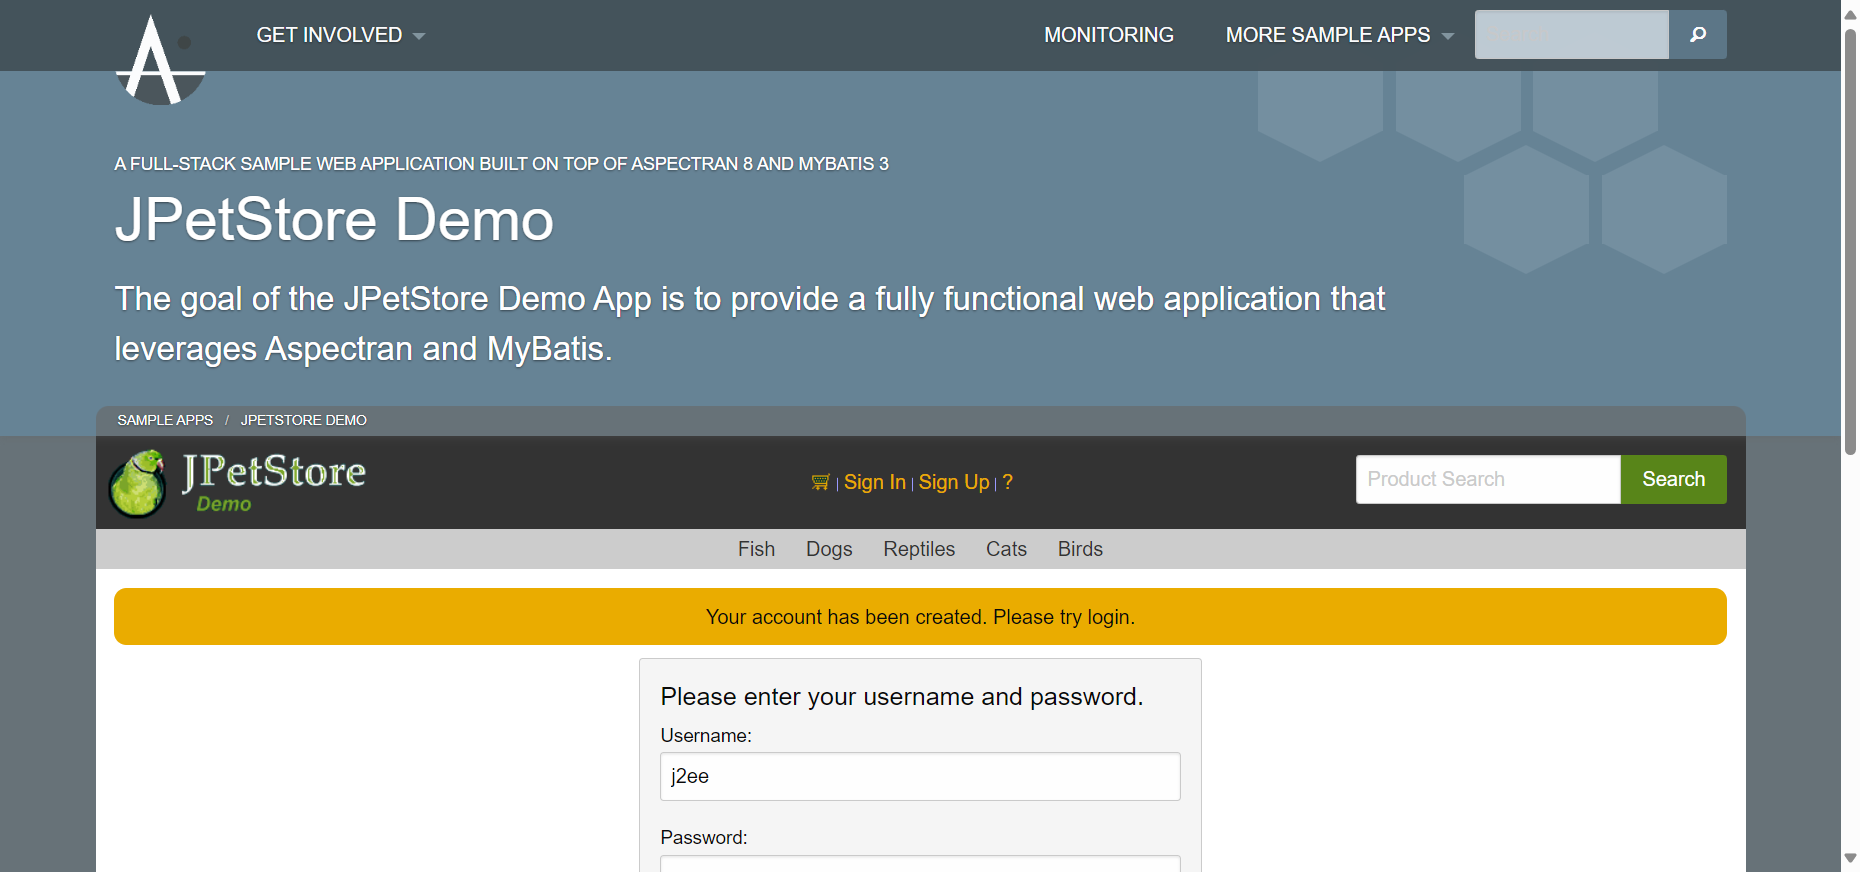 GET INVOLVED
MONITORING
MORE SAMPLE APPS
A FULL-STACK SAMPLE WEB APPLICATION BUILT ON TOP OF ASPECTRAN 8 AND MYBATIS 3
JPetStore Demo
The goal of the JPetStore Demo App is to provide a fully functional web application that
leverages Aspectran and MyBatis.
SAMPLE APPS / JPETSTORE DEMO
JPetStore
Demo
| Sign In | Sign Up | ?
Product Search
Search
Fish Dogs Reptiles Cats Birds
Your account has been created. Please try login.
Please enter your username and password.
Username:
j2ee
Password: